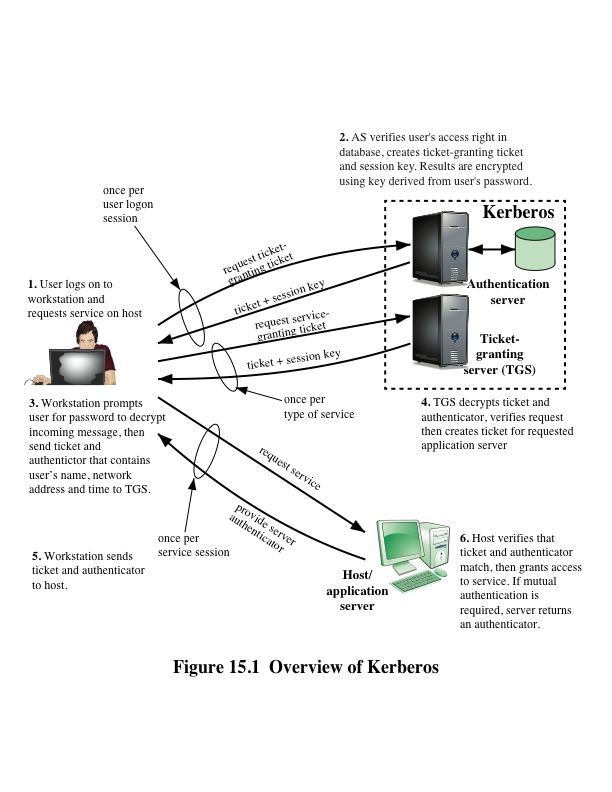 2. AS verifies user's access right in
database, creates ticket-granting ticket
and session key. Results are encrypted
using key derived from user's password.
once per
user logon
session
Kerberos
request ticket-
granting ticket
1. User logs on to
workstation and
requests service on host
ticket + session key
Authentication
server
request service-
granting ticket
ticket + session key
Ticket-
granting
server (TGS)
3. Workstation prompts
user for password to decrypt
incoming message, then
send ticket and
authentictor that contains
user's name, network
address and time to TGS.
once per
type of service
4. TGS decrypts ticket and
authenticator, verifies request
then creates ticket for requested
application server
request service
provide server
authenticator
once per
service session
5. Workstation sends
ticket and authenticator
to host.
Host/
application
server
6. Host verifies that
ticket and authenticator
match, then grants access
to service. If mutual
authentication is
required, server returns
an authenticator.
Figure 15.1 Overview of Kerberos